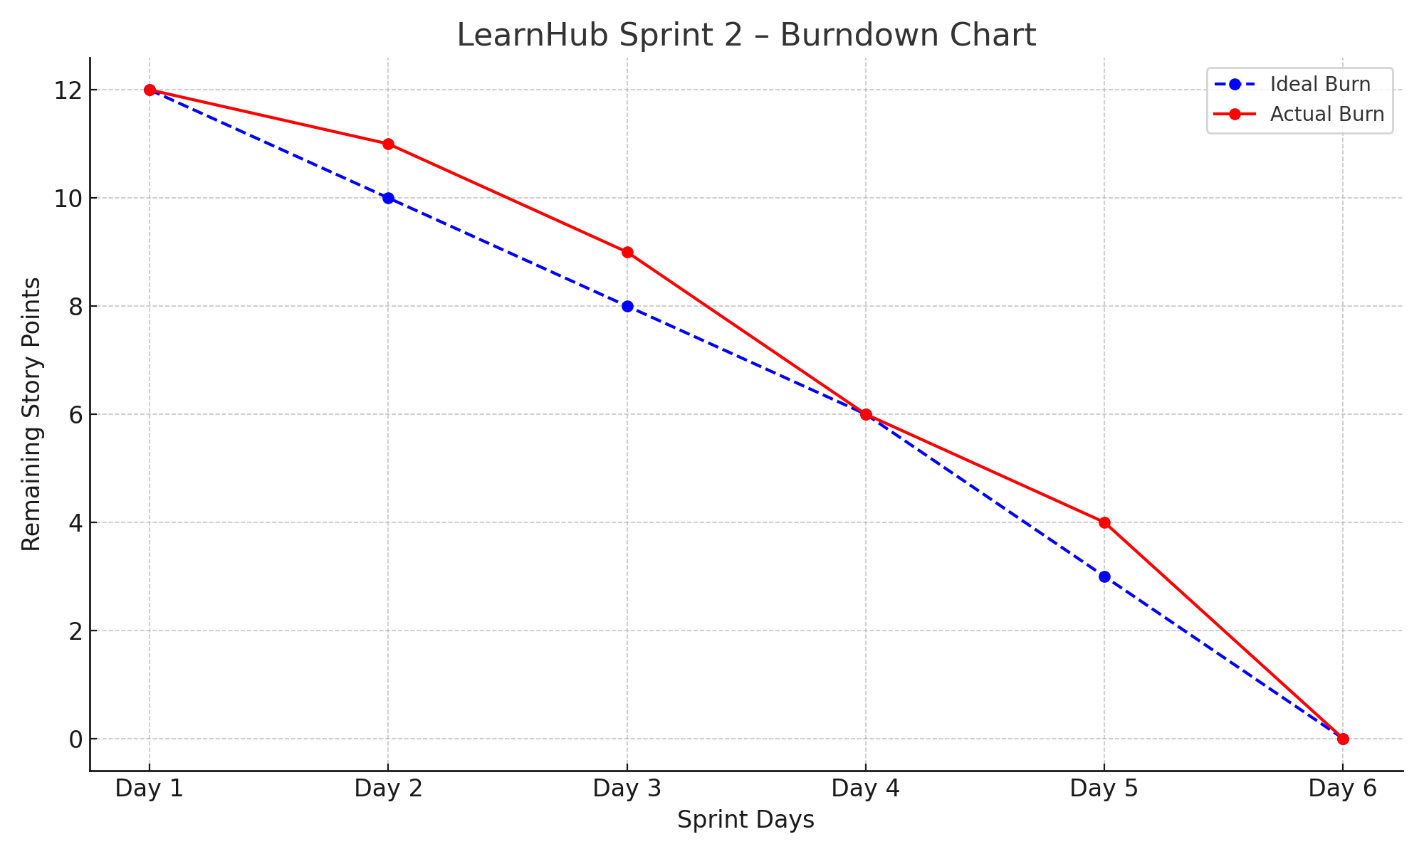 LearnHub Sprint 2 – Burndown Chart
Ideal Burn
Actual Burn
Remaining Story Points
12
10
8
6
4
2
0
Day 1 Day 2 Day 3 Day 4 Day 5 Day 6
Sprint Days